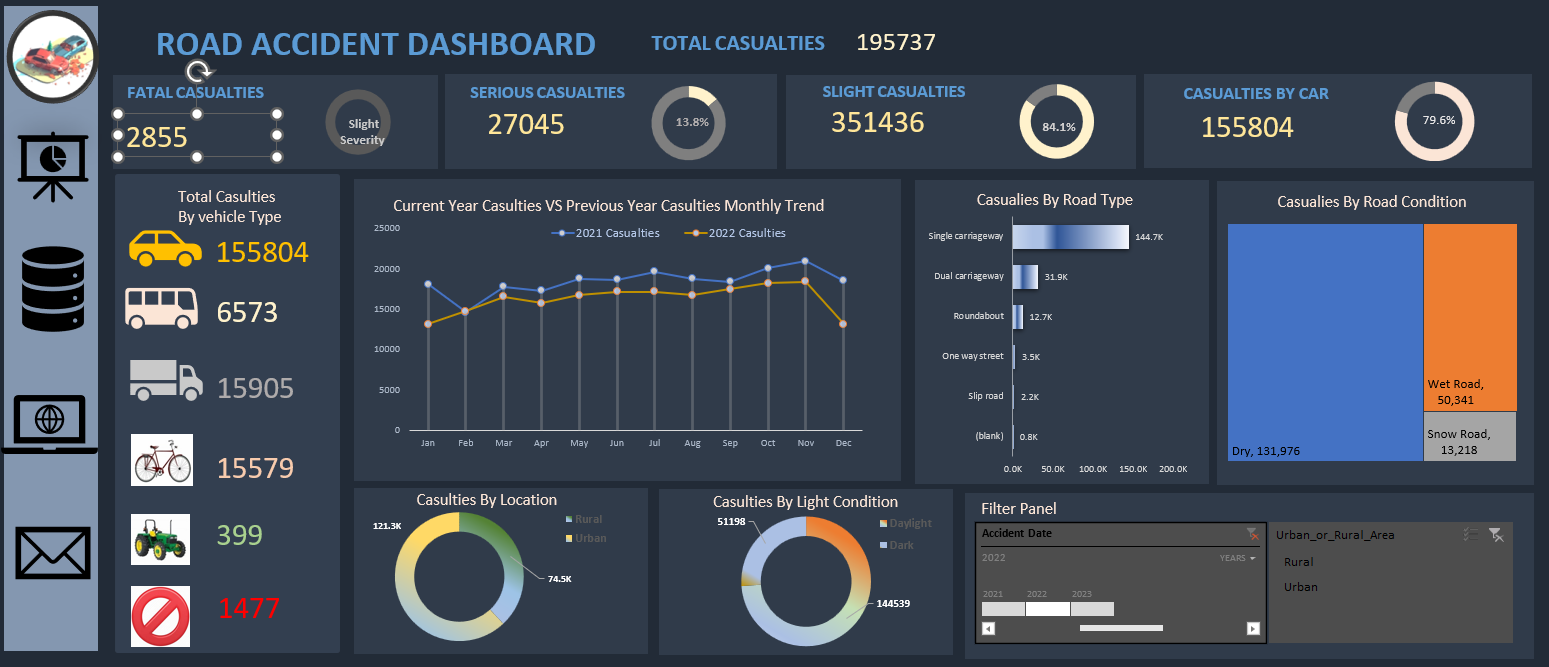 ROAD ACCIDENT DASHBOARD
TOTAL CASUALTIES 195737
FATAL CASUALTIES
2855
Slight
Severity
SERIOUS CASUALTIES
27045
13.8%
SLIGHT CASUALTIES
351436
84.1%
CASUALTIES BY CAR
155804
79.6%
Total Casulties
By vehicle Type
155804
6573
15905
15579
399
1477
Current Year Casulties VS Previous Year Casulties Monthly Trend
2021 Casualties
2022 Casulties
25000
20000
15000
10000
5000
0
Jan Feb Mar Apr May Jun Jul Aug Sep Oct Nov Dec
Casualies By Road Type
Single carriageway 144.7K
Dual carriageway 31.9K
Roundabout 12.7K
One way street 3.5K
Slip road 2.2K
(blank) 0.8K
0.0K 50.0K 100.0K 150.0K 200.0K
Casualies By Road Condition
Wet Road,
50,341
Snow Road,
13,218
Dry, 131,976
Casulties By Location
121.3K
Rural
Urban
74.5K
Casulties By Light Condition
51198
Daylight
Dark
144539
Filter Panel
Accident Date
2022 YEARS
2021 2022 2023
Urban_or_Rural_Area
Rural
Urban